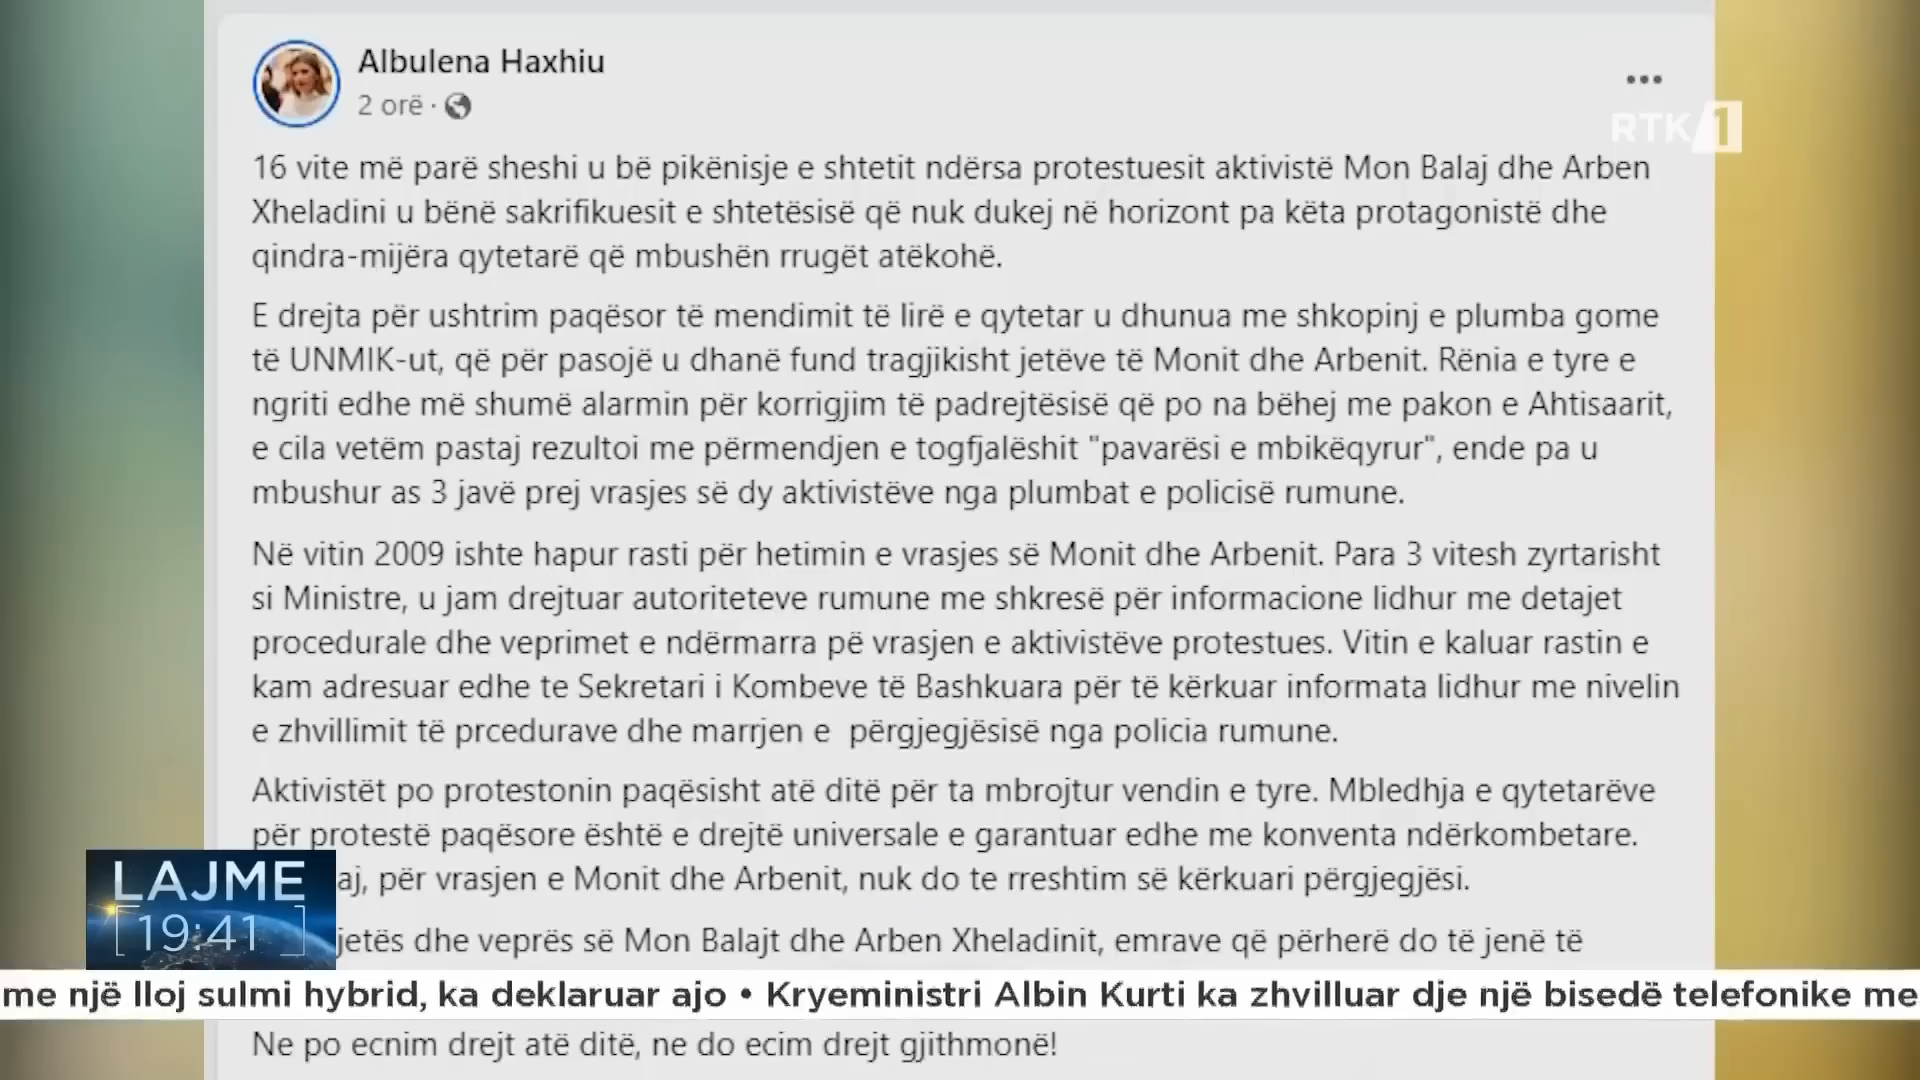 Albulena Haxhiu
2 orë ·
RTK 1
16 vite më parë sheshi u bë pikënisje e shtetit ndërsa protestuesit aktivistë Mon Balaj dhe Arben
Xheladini u bënë sakrifikuesit e shtetësisë që nuk dukej në horizont pa këta protagonistë dhe
qindra-mijëra qytetarë që mbushën rrugët atëkohë.
E drejta për ushtrim paqësor të mendimit të lirë e qytetar u dhunua me shkopinj e plumba gome
të UNMIK-ut, që për pasojë u dhanë fund tragjikisht jetëve të Monit dhe Arbenit. Rënia e tyre e
ngriti edhe më shumë alarmin për korrigjim të padrejtësisë që po na bëhej me pakon e Ahtisaarit,
e cila vetëm pastaj rezultoi me përmendjen e togfjalëshit "pavarësi e mbikëqyrur", ende pa u
mbushur as 3 javë prej vrasjes së dy aktivistëve nga plumbat e policisë rumune.
Në vitin 2009 ishte hapur rasti për hetimin e vrasjes së Monit dhe Arbenit. Para 3 vitesh zyrtarisht
si Ministre, u jam drejtuar autoriteteve rumune me shkresë për informacione lidhur me detajet
procedurale dhe veprimet e ndërmarra pë vrasjen e aktivistëve protestues. Vitin e kaluar rastin e
kam adresuar edhe te Sekretari i Kombeve të Bashkuara për të kërkuar informata lidhur me nivelin
e zhvillimit të prcedurave dhe marrjen e përgjegjësisë nga policia rumune.
Aktivistët po protestonin paqësisht atë ditë për ta mbrojtur vendin e tyre. Mbledhja e qytetarëve
për protestë paqësore është e drejtë universale e garantuar edhe me konventa ndërkombetare.
aj, për vrasjen e Monit dhe Arbenit, nuk do te rreshtim së kërkuari përgjegjësi.
jetës dhe veprës së Mon Balajt dhe Arben Xheladinit, emrave që përherë do të jenë të
LAJME
19:41
me një lloj sulmi hybrid, ka deklaruar ajo • Kryeministri Albin Kurti ka zhvilluar dje një bisedë telefonike me
Ne po ecnim drejt atë ditë, ne do ecim drejt gjithmonë!